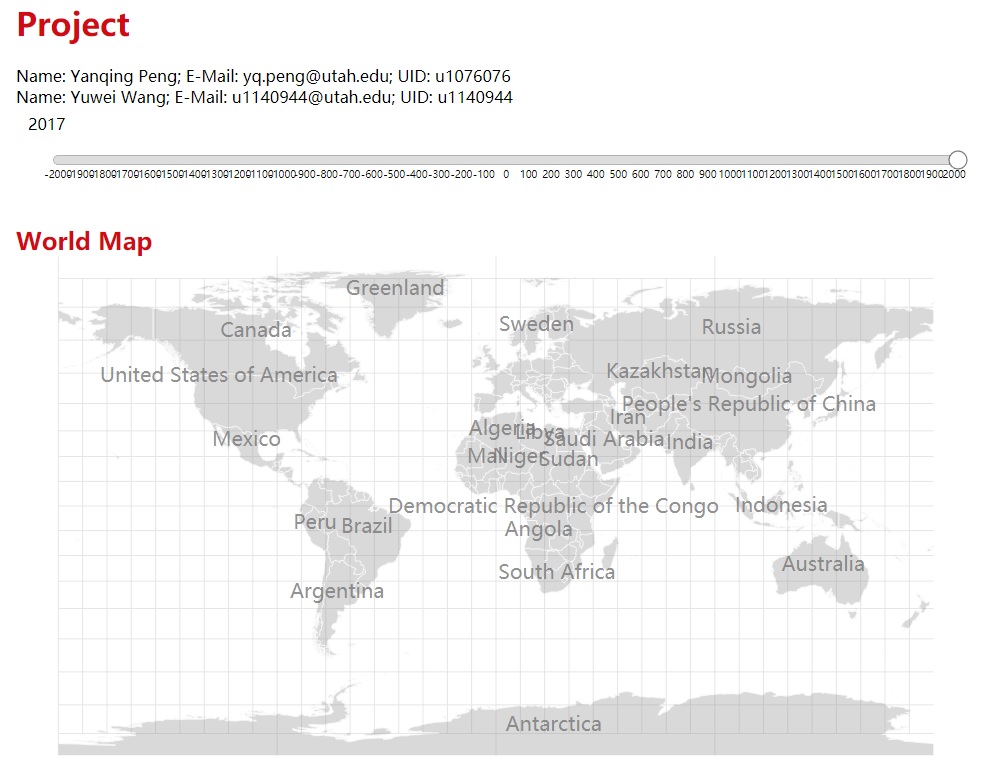 Project
Name: Yanqing Peng; E-Mail: yq.peng@utah.edu; UID: u1076076
Name: Yuwei Wang; E-Mail: u1140944@utah.edu; UID: u1140944
2017
-2000 -1900 -1800 -1700 -1600 -1500 -1400 -1300 -1200 -1100 -1000 -900 -800 -700 -600 -500 -400 -300 -200 -100 0 100 200 300 400 500 600 700 800 900 1000 1100 1200 1300 1400 1500 1600 1700 1800 1900 2000
World Map
Greenland
Canada
Sweden
Russia
United States of America
Kazakhstan
Mongolia
People's Republic of China
Iran
Algeria
Libya
Mexico
Saudi Arabia
India
Mali
Niger
Sudan
Democratic Republic of the Congo
Indonesia
Peru
Brazil
Angola
Australia
South Africa
Argentina
Antarctica